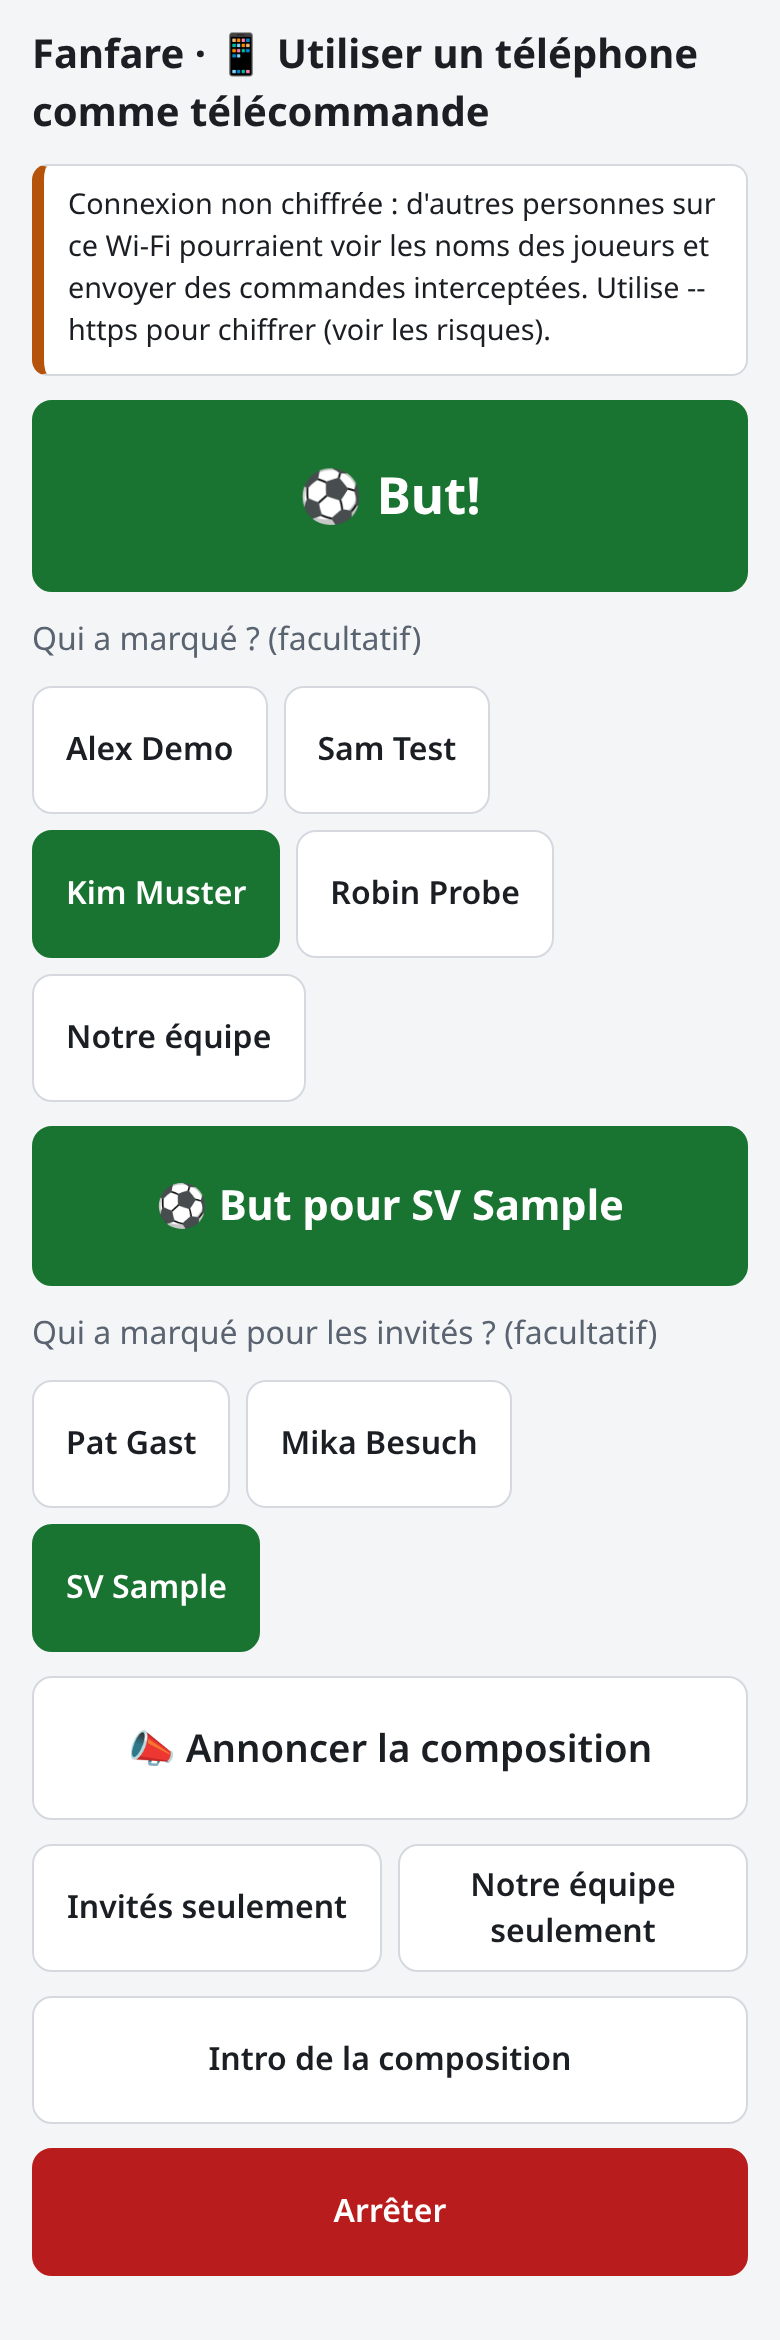 Fanfare · 📱 Utiliser un téléphone
comme télécommande
Connexion non chiffrée : d'autres personnes sur
ce Wi-Fi pourraient voir les noms des joueurs et
envoyer des commandes interceptées. Utilise --
https pour chiffrer (voir les risques).
⚽ But!
Qui a marqué ? (facultatif)
Alex Demo
Sam Test
Kim Muster
Robin Probe
Notre équipe
⚽ But pour SV Sample
Qui a marqué pour les invités ? (facultatif)
Pat Gast
Mika Besuch
SV Sample
📣 Annoncer la composition
Invités seulement
Notre équipe
seulement
Intro de la composition
Arrêter